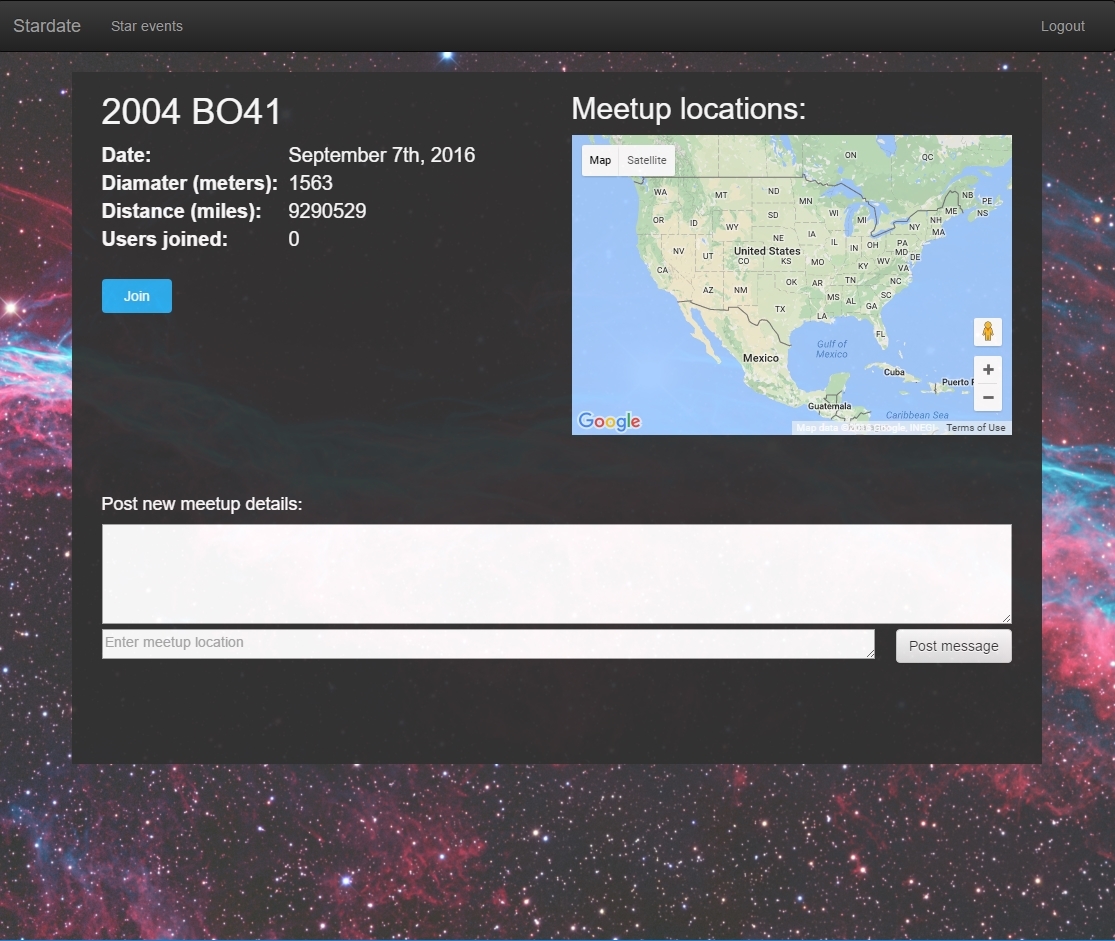 Stardate Star events Logout
2004 BO41
Date: September 7th, 2016
Diamater (meters): 1563
Distance (miles): 9290529
Users joined: 0
Join
Meetup locations:
Map Satellite
ON
QC
WA
MT
ND
MN
NB
PE
OR
ID
WY
SD
WI
MI
ME
NS
NH
NY
MA
IA
NE
IL
IN
OH
PA
NV
UT
United States
MD
DE
CO
KS
MO
KY
WV
VA
CA
AZ
NM
OK
AR
TN
NC
MS
AL
GA
SC
TX
LA
FL
Gulf of
Mexico
Mexico
Cuba
Puerto
Guatemala
Caribbean Sea
Google
Map data Google, INEGI Terms of Use
Post new meetup details:
Enter meetup location
Post message